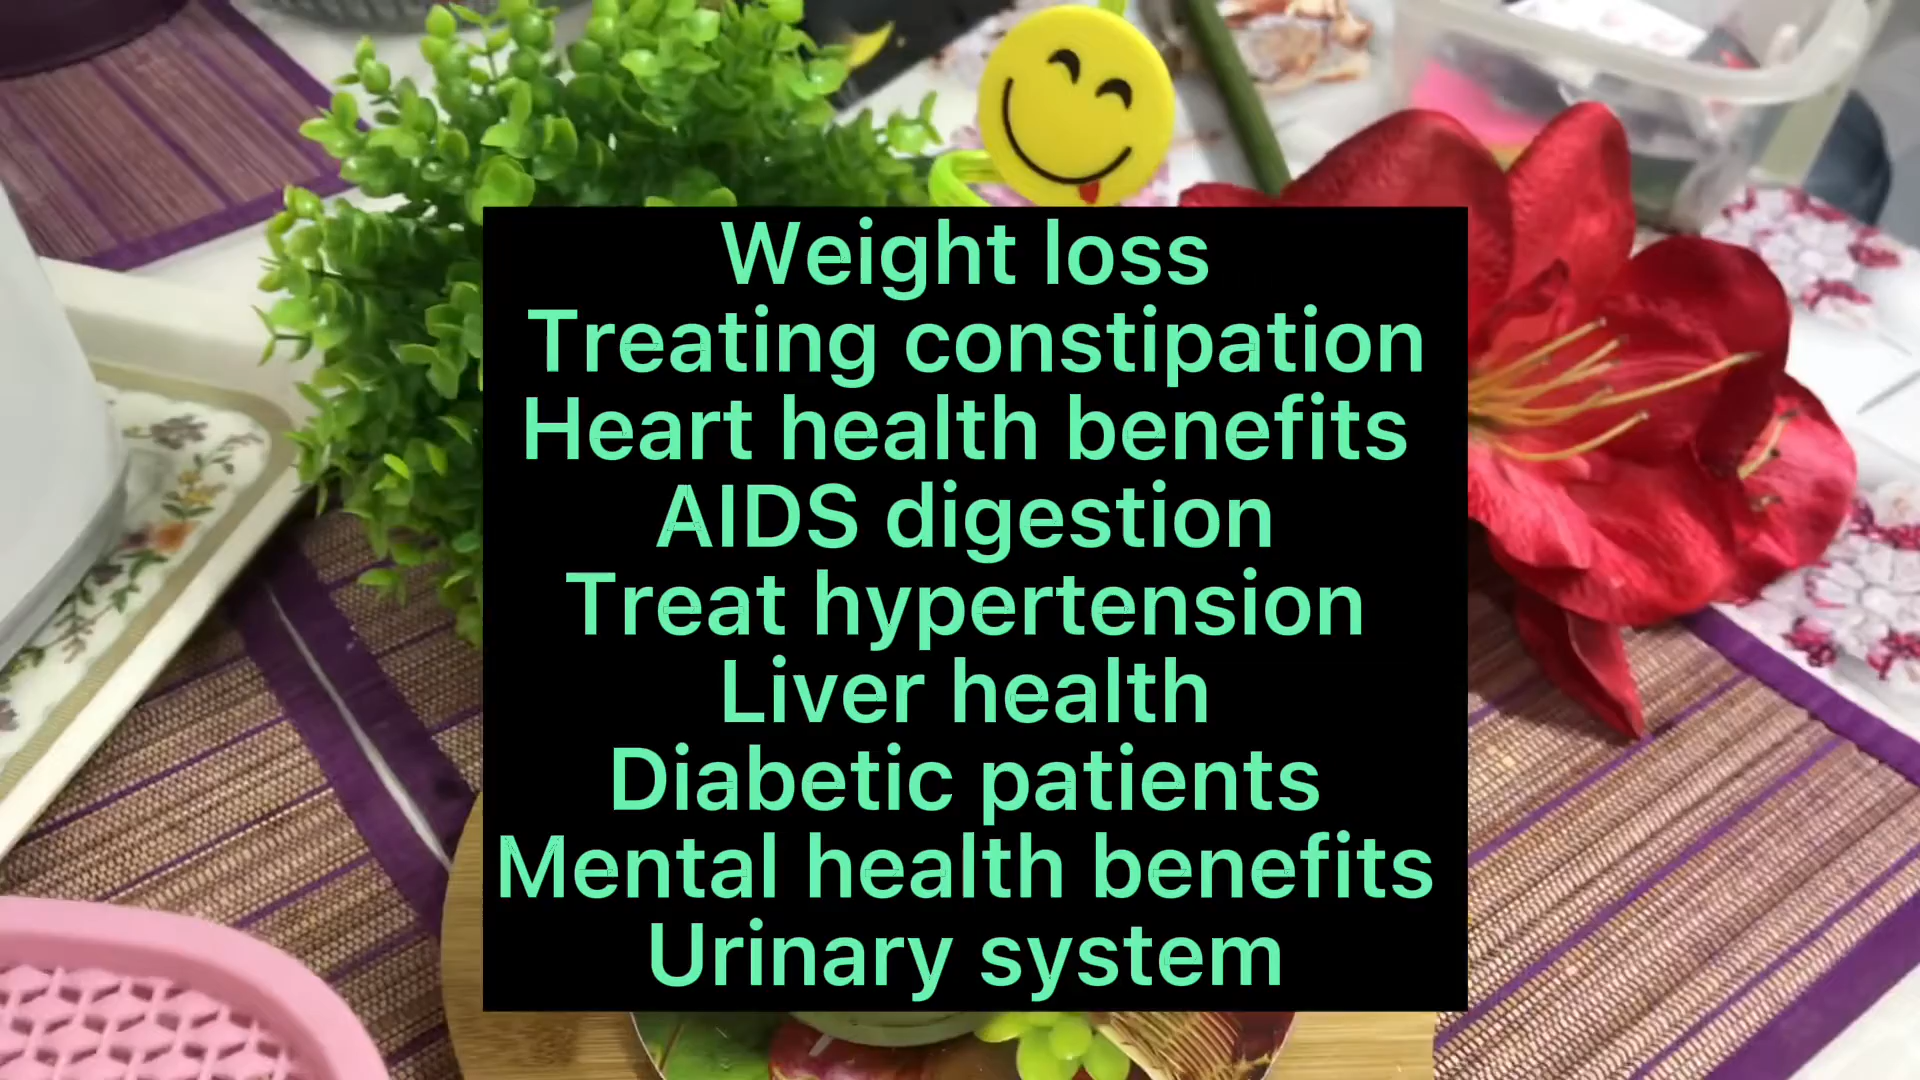 Weight loss
Treating constipation
Heart health benefits
AIDS digestion
Treat hypertension
Liver health
Diabetic patients
Mental health benefits
Urinary system